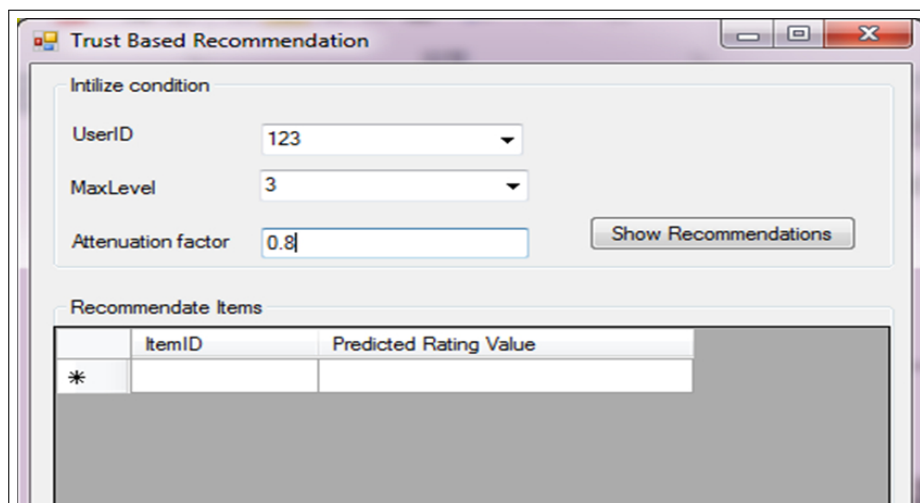 Trust Based Recommendation
Intilize condition
UserID
123
MaxLevel
3
Attenuation factor
0.8
Show Recommendations
Recommendate Items
ItemID Predicted Rating Value
*